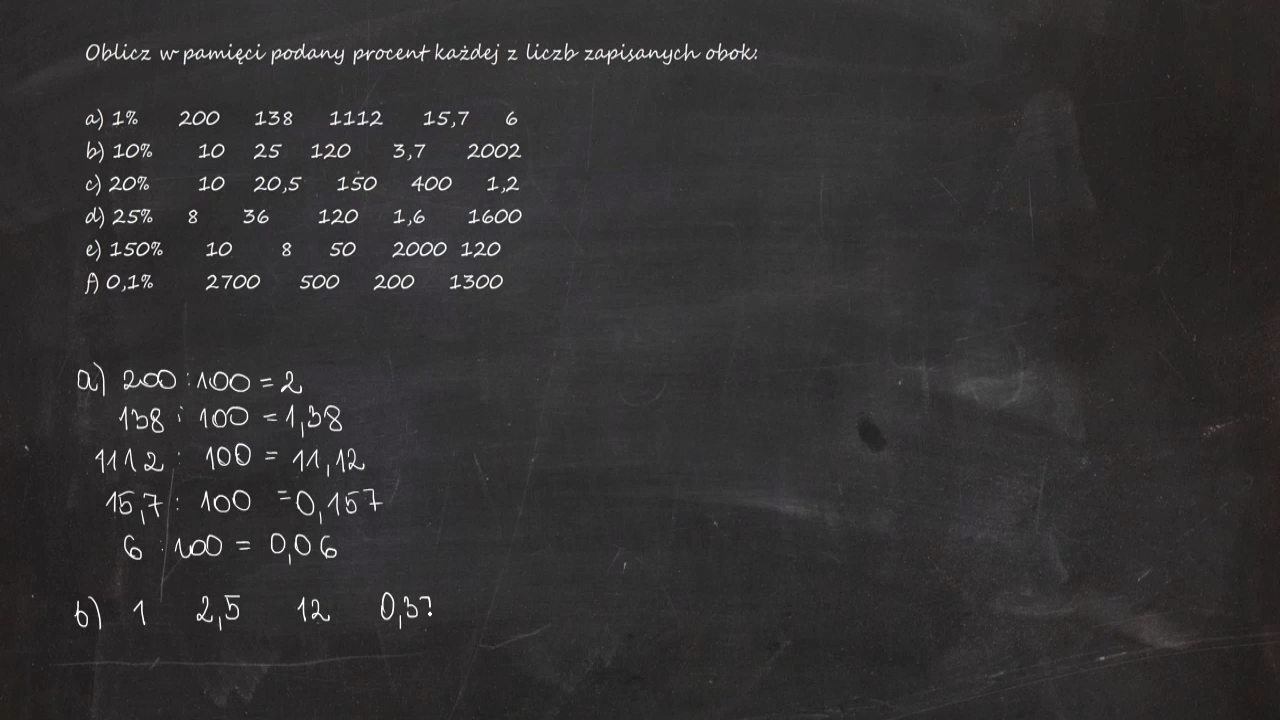 Oblicz w pamięci podany procent każdej z liczb zapisanych obok:
a) 1% 200 138 1112 15,7 6
b) 10% 10 25 120 3,7 2002
c) 20% 10 20,5 150 400 1,2
d) 25% 8 36 120 1,6 1600
e) 150% 10 8 50 2000 120
f) 0,1% 2700 500 200 1300
a) 200 : 100 = 2
138 : 100 = 1,38
1112 : 100 = 11,12
15,7 : 100 = 0,157
6 : 100 = 0,06
b) 1 2,5 12 0,37